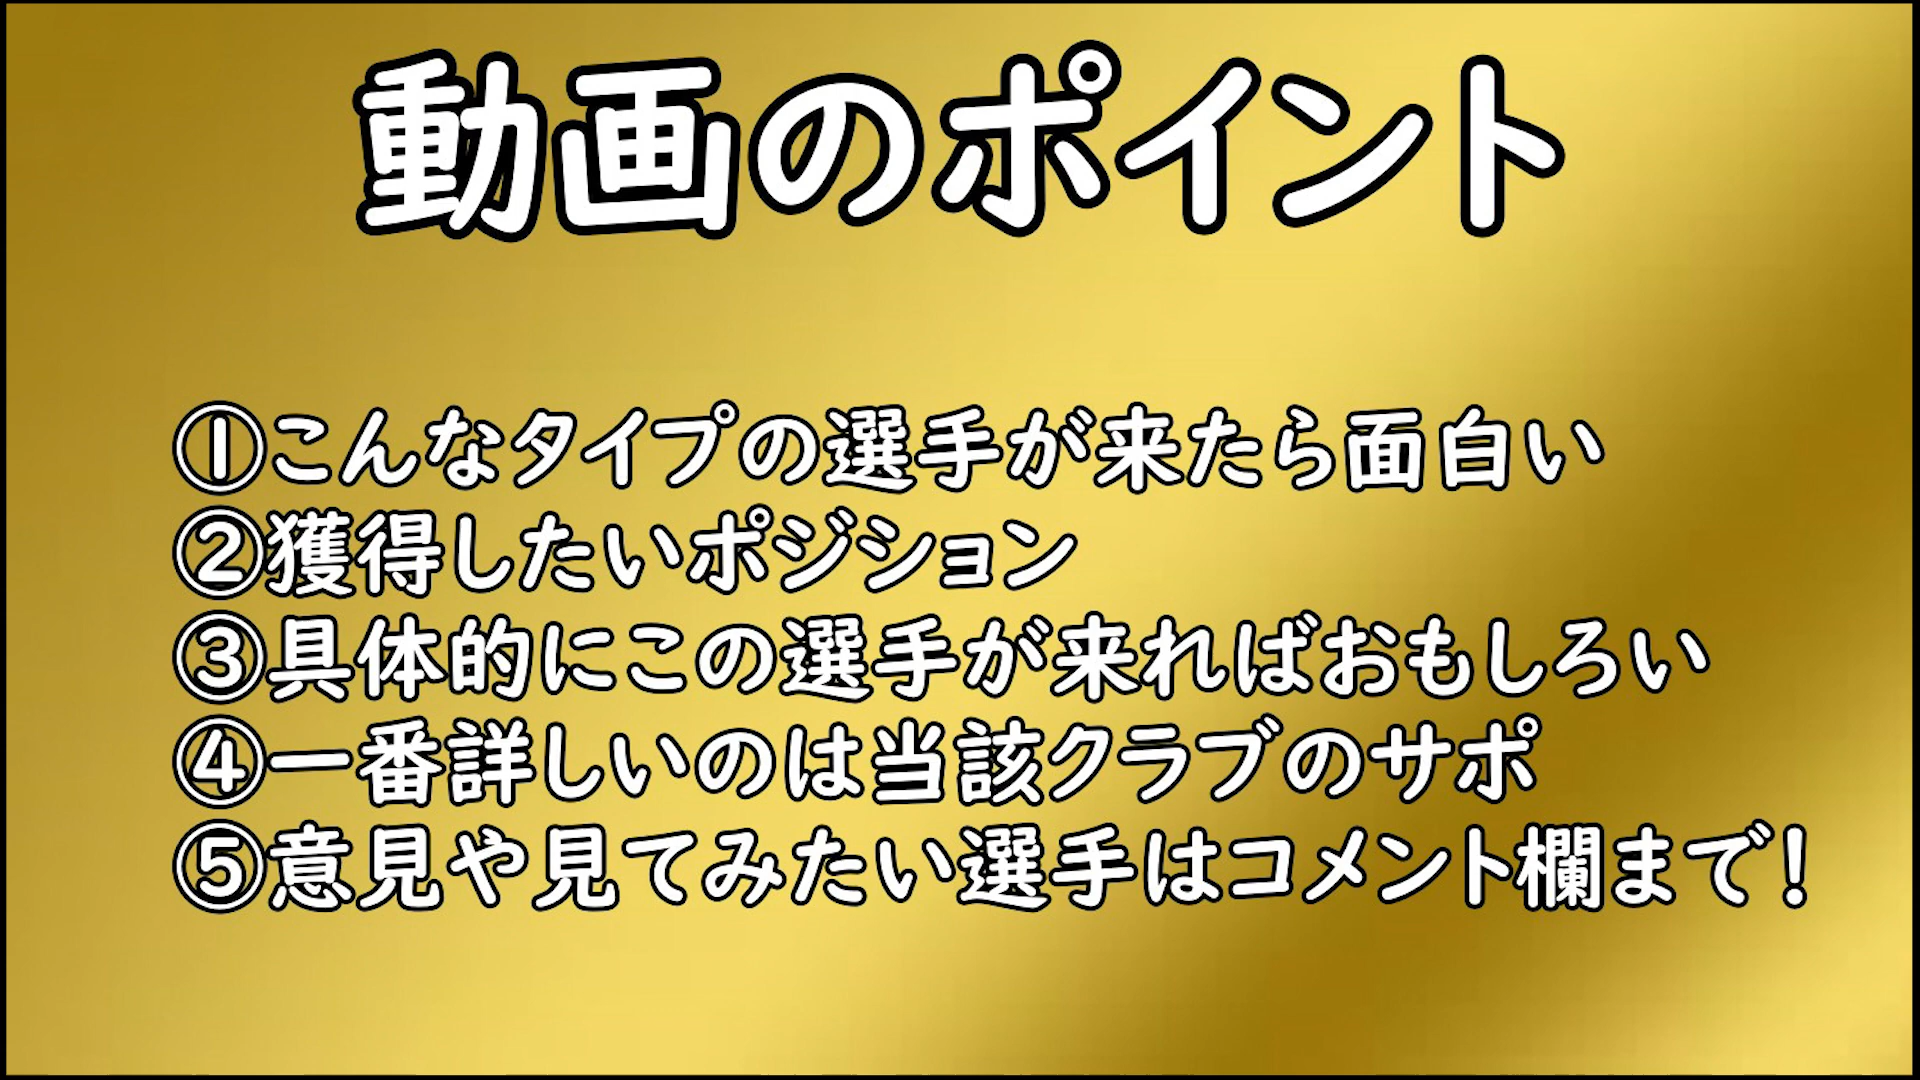 動画のポイント
①こんなタイプの選手が来たら面白い
②獲得したいポジション
③具体的にこの選手が来ればおもしろい
④一番詳しいのは当該クラブのサポ
⑤意見や見てみたい選手はコメント欄まで！